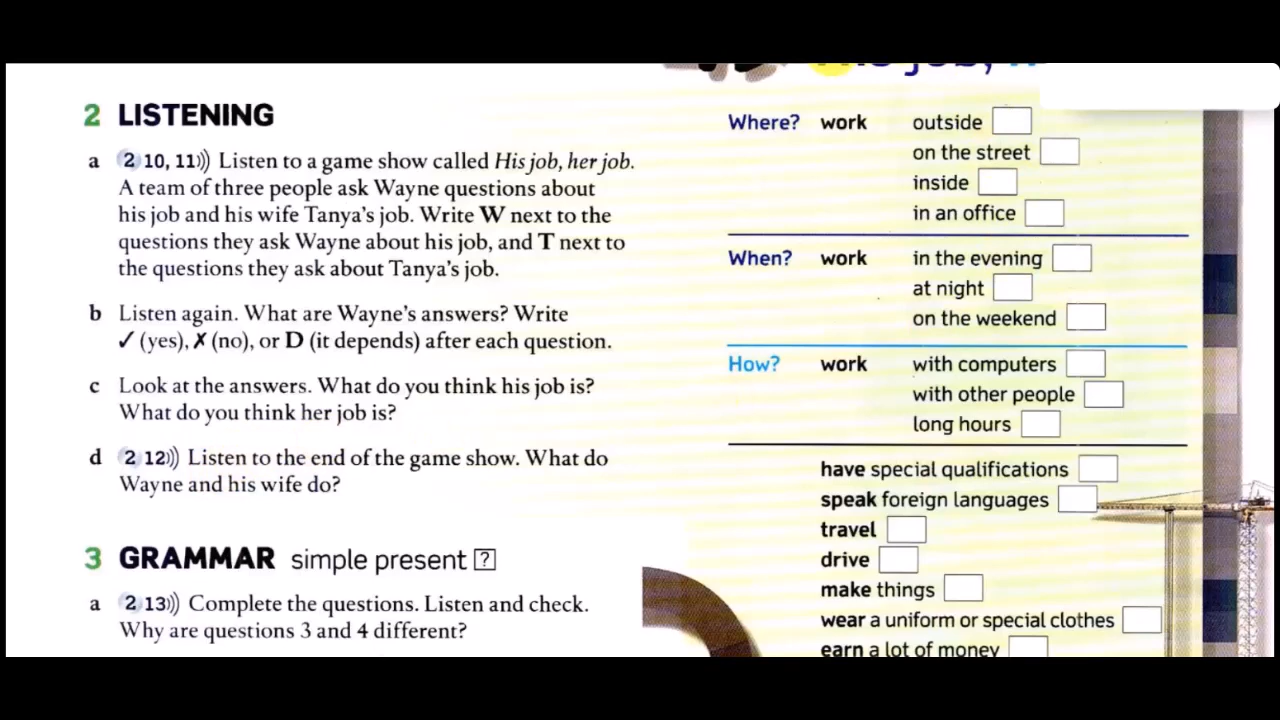 2 LISTENING
a 2 10, 11))) Listen to a game show called His job, her job.
A team of three people ask Wayne questions about
his job and his wife Tanya's job. Write W next to the
questions they ask Wayne about his job, and T next to
the questions they ask about Tanya's job.
b Listen again. What are Wayne's answers? Write
✓ (yes), ✗ (no), or D (it depends) after each question.
c Look at the answers. What do you think his job is?
What do you think her job is?
d 2 12))) Listen to the end of the game show. What do
Wayne and his wife do?
3 GRAMMAR simple present ?
a 2 13))) Complete the questions. Listen and check.
Why are questions 3 and 4 different?
job,
Where? work outside
on the street
inside
in an office
When? work in the evening
at night
on the weekend
How? work with computers
with other people
long hours
have special qualifications
speak foreign languages
travel
drive
make things
wear a uniform or special clothes
earn a lot of money